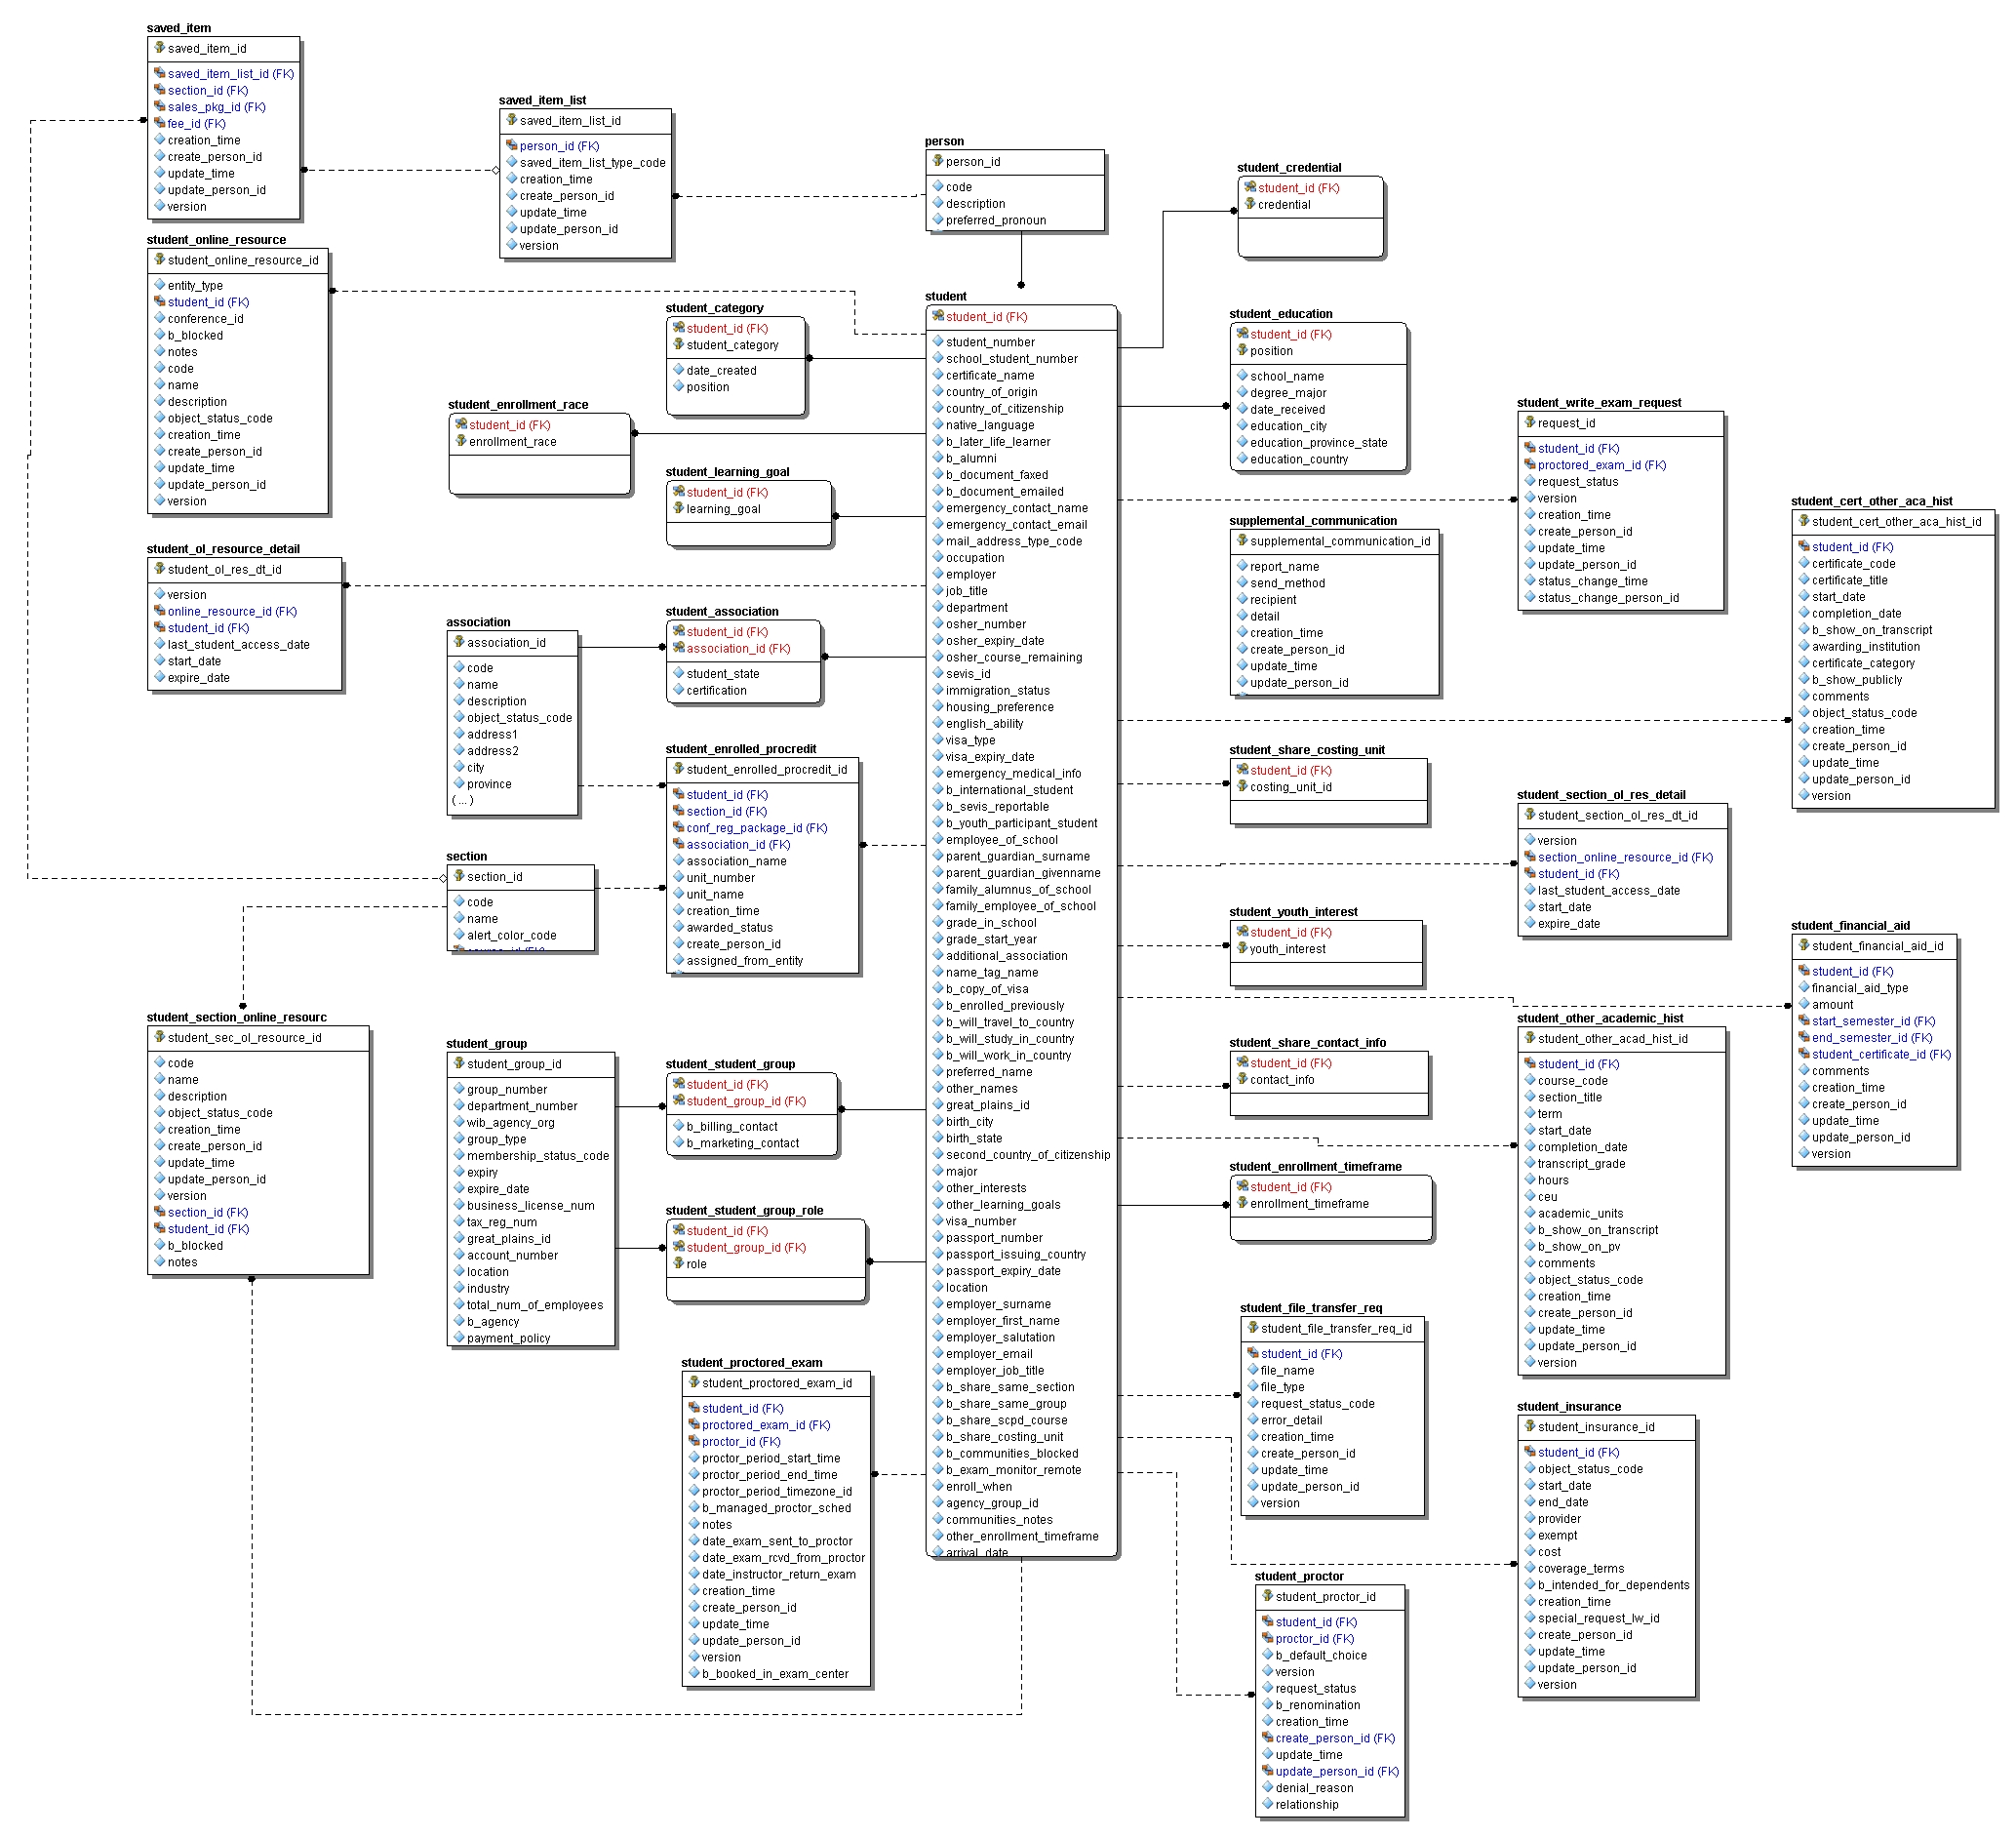 saved_item
saved_item_id
saved_item_list_id (FK)
section_id (FK)
sales_pkg_id (FK)
fee_id (FK)
creation_time
create_person_id
update_time
update_person_id
version
saved_item_list
saved_item_list_id
person_id (FK)
saved_item_list_type_code
creation_time
create_person_id
update_time
update_person_id
version
person
person_id
code
description
preferred_pronoun
student_credential
student_id (FK)
credential
student_online_resource
student_online_resource_id
entity_type
student_id (FK)
conference_id
b_blocked
notes
code
name
description
object_status_code
creation_time
create_person_id
update_time
update_person_id
version
student_category
student_id (FK)
student_category
date_created
position
student_enrollment_race
student_id (FK)
enrollment_race
student_learning_goal
student_id (FK)
learning_goal
student_ol_resource_detail
student_ol_res_dt_id
version
online_resource_id (FK)
student_id (FK)
last_student_access_date
start_date
expire_date
association
association_id
code
name
description
object_status_code
address1
address2
city
province
(...)
student_association
student_id (FK)
association_id (FK)
student_state
certification
student_enrolled_procredit
student_enrolled_procredit_id
student_id (FK)
section_id (FK)
conf_reg_package_id (FK)
association_id (FK)
association_name
unit_number
unit_name
creation_time
awarded_status
create_person_id
assigned_from_entity
section
section_id
code
name
alert_color_code
student_section_online_resourc
student_sec_ol_resource_id
code
name
description
object_status_code
creation_time
create_person_id
update_time
update_person_id
version
section_id (FK)
student_id (FK)
b_blocked
notes
student_group
student_group_id
group_number
department_number
wib_agency_org
group_type
membership_status_code
expiry
expire_date
business_license_num
tax_reg_num
great_plains_id
account_number
location
industry
total_num_of_employees
b_agency
payment_policy
student_student_group
student_id (FK)
student_group_id (FK)
b_billing_contact
b_marketing_contact
student_student_group_role
student_id (FK)
student_group_id (FK)
role
student_proctored_exam
student_proctored_exam_id
student_id (FK)
proctored_exam_id (FK)
proctor_id (FK)
proctor_period_start_time
proctor_period_end_time
proctor_period_timezone_id
b_managed_proctor_sched
notes
date_exam_sent_to_proctor
date_exam_rcvd_from_proctor
date_instructor_return_exam
creation_time
create_person_id
update_time
update_person_id
version
b_booked_in_exam_center
student
student_id (FK)
student_number
school_student_number
certificate_name
country_of_origin
country_of_citizenship
native_language
b_later_life_learner
b_alumni
b_document_faxed
b_document_emailed
emergency_contact_name
emergency_contact_email
mail_address_type_code
occupation
employer
job_title
department
osher_number
osher_expiry_date
osher_course_remaining
sevis_id
immigration_status
housing_preference
english_ability
visa_type
visa_expiry_date
emergency_medical_info
b_international_student
b_sevis_reportable
b_youth_participant_student
employee_of_school
parent_guardian_surname
parent_guardian_givenname
family_alumnus_of_school
family_employee_of_school
grade_in_school
grade_start_year
additional_association
name_tag_name
b_copy_of_visa
b_enrolled_previously
b_will_travel_to_country
b_will_study_in_country
b_will_work_in_country
preferred_name
other_names
great_plains_id
birth_city
birth_state
second_country_of_citizenship
major
other_interests
other_learning_goals
visa_number
passport_number
passport_issuing_country
passport_expiry_date
location
employer_surname
employer_first_name
employer_salutation
employer_email
employer_job_title
b_share_same_section
b_share_same_group
b_share_scpd_course
b_share_costing_unit
b_communities_blocked
b_exam_monitor_remote
enroll_when
agency_group_id
communities_notes
other_enrollment_timeframe
arrival_date
student_education
student_id (FK)
position
school_name
degree_major
date_received
education_city
education_province_state
education_country
supplemental_communication
supplemental_communication_id
report_name
send_method
recipient
detail
creation_time
create_person_id
update_time
update_person_id
student_share_costing_unit
student_id (FK)
costing_unit_id
student_youth_interest
student_id (FK)
youth_interest
student_share_contact_info
student_id (FK)
contact_info
student_enrollment_timeframe
student_id (FK)
enrollment_timeframe
student_file_transfer_req
student_file_transfer_req_id
student_id (FK)
file_name
file_type
request_status_code
error_detail
creation_time
create_person_id
update_time
update_person_id
version
student_proctor
student_proctor_id
student_id (FK)
proctor_id (FK)
b_default_choice
version
request_status
b_renomination
creation_time
create_person_id (FK)
update_time
update_person_id (FK)
denial_reason
relationship
student_write_exam_request
request_id
student_id (FK)
proctored_exam_id (FK)
request_status
version
creation_time
create_person_id
update_time
update_person_id
status_change_time
status_change_person_id
student_section_ol_res_detail
student_section_ol_res_dt_id
version
section_online_resource_id (FK)
student_id (FK)
last_student_access_date
start_date
expire_date
student_other_academic_hist
student_other_acad_hist_id
student_id (FK)
course_code
section_title
term
start_date
completion_date
transcript_grade
hours
ceu
academic_units
b_show_on_transcript
b_show_on_pv
comments
object_status_code
creation_time
create_person_id
update_time
update_person_id
version
student_insurance
student_insurance_id
student_id (FK)
object_status_code
start_date
end_date
provider
exempt
cost
coverage_terms
b_intended_for_dependents
creation_time
special_request_lw_id
create_person_id
update_time
update_person_id
version
student_cert_other_aca_hist
student_cert_other_aca_hist_id
student_id (FK)
certificate_code
certificate_title
start_date
completion_date
b_show_on_transcript
awarding_institution
certificate_category
b_show_publicly
comments
object_status_code
creation_time
create_person_id
update_time
update_person_id
version
student_financial_aid
student_financial_aid_id
student_id (FK)
financial_aid_type
amount
start_semester_id (FK)
end_semester_id (FK)
student_certificate_id (FK)
comments
creation_time
create_person_id
update_time
update_person_id
version